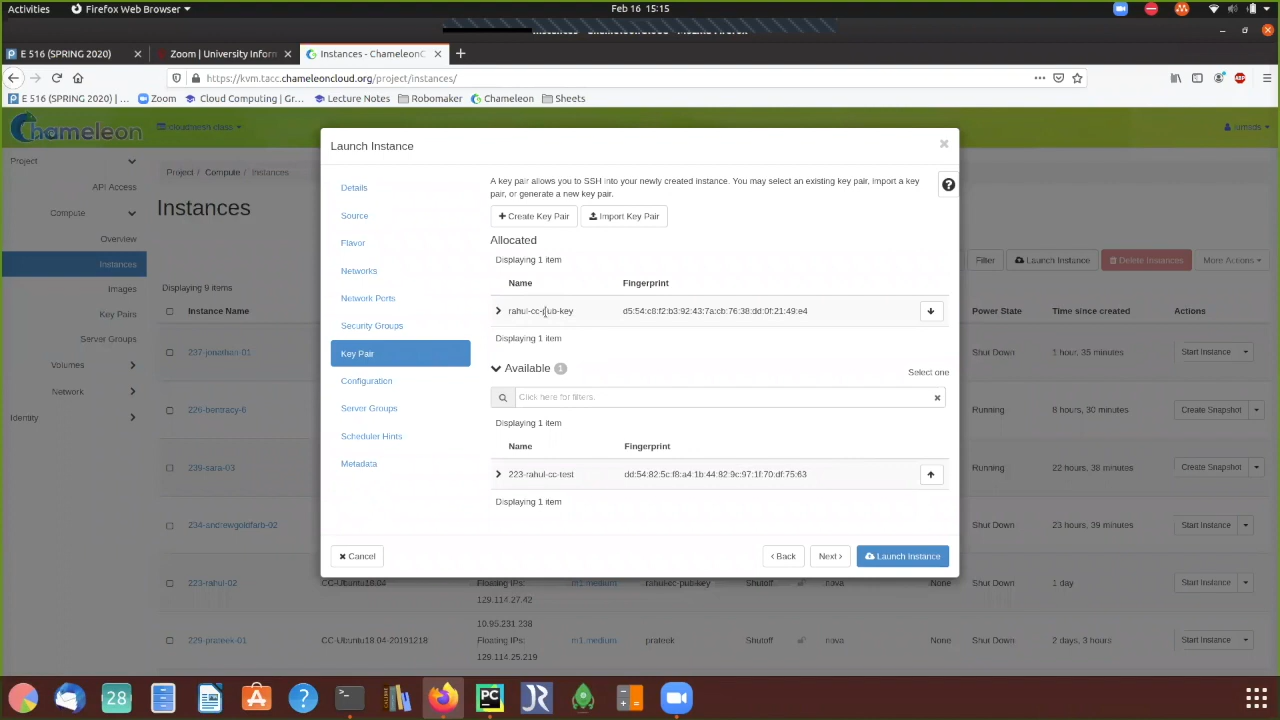 Activities
Firefox Web Browser
Feb 16 15:15
E 516 (SPRING 2020)
Zoom | University Inform
Instances - ChameleonC
https://kvm.tacc.chameleoncloud.org/project/instances/
E 516 (SPRING 2020) | ...
Zoom
Cloud Computing | Gr...
Lecture Notes
Robomaker
Chameleon
Sheets
Chameleon
Project
API Access
Compute
Overview
Instances
Images
Key Pairs
Server Groups
Volumes
Network
Identity
Project / Compute / Instances
Instances
Filter
Launch Instance
Delete Instances
More Actions
Displaying 9 items
Instance Name
Power State
Time since created
Actions
237-jonathan-01
Shut Down
1 hour, 35 minutes
Start Instance
226-bentracy-6
Running
8 hours, 30 minutes
Create Snapshot
239-sara-03
Running
22 hours, 38 minutes
Create Snapshot
234-andrewgoldfarb-02
Shut Down
23 hours, 39 minutes
Start Instance
223-rahul-02
CC-Ubuntu18.04
Floating IPs:
129.114.27.42
m1.medium
rahul-cc-pub-key
Shutoff
nova
None
Shut Down
1 day
Start Instance
229-prateek-01
CC-Ubuntu18.04-20191218
10.95.231.238
Floating IPs:
129.114.25.219
m1.medium
prateek
Shutoff
nova
None
Shut Down
2 days, 3 hours
Start Instance
Launch Instance
Details
Source
Flavor
Networks
Network Ports
Security Groups
Key Pair
Configuration
Server Groups
Scheduler Hints
Metadata
A key pair allows you to SSH into your newly created instance. You may select an existing key pair, import a key
pair, or generate a new key pair.
Create Key Pair
Import Key Pair
Allocated
Displaying 1 item
Name
Fingerprint
rahul-cc-pub-key
d5:54:c8:f2:b3:92:43:7a:cb:76:38:dd:0f:21:49:e4
Displaying 1 item
Available 1
Select one
Click here for filters.
Displaying 1 item
Name
Fingerprint
223-rahul-cc-test
dd:54:82:5c:f8:a4:1b:44:82:9c:97:1f:70:df:75:63
Displaying 1 item
Cancel
Back
Next
Launch Instance
28
PC
JR